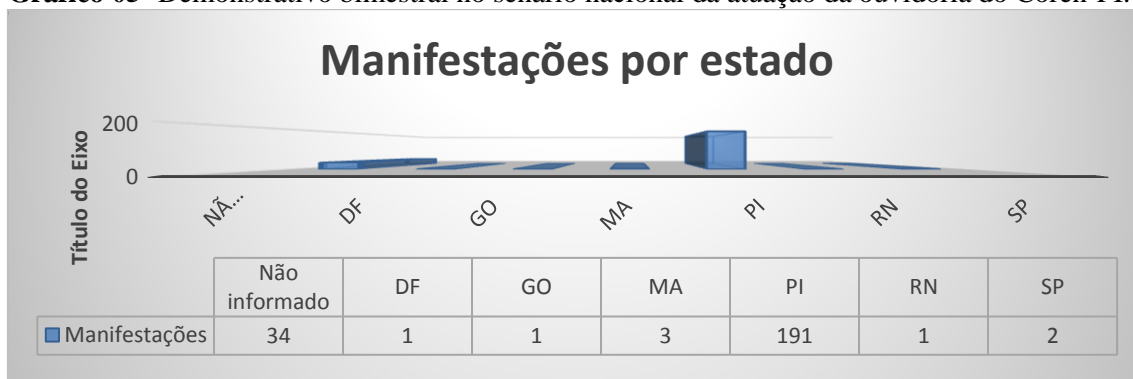 Gráfico 03- Demonstrativo bimestral no senário nacional da atuação da ouvidoria do Coren-PI.
Manifestações por estado
Título do Eixo
200
0
NÃ...
DF
GO
MA
PI
RN
SP
Não informado DF GO MA PI RN SP
Manifestações 34 1 1 3 191 1 2